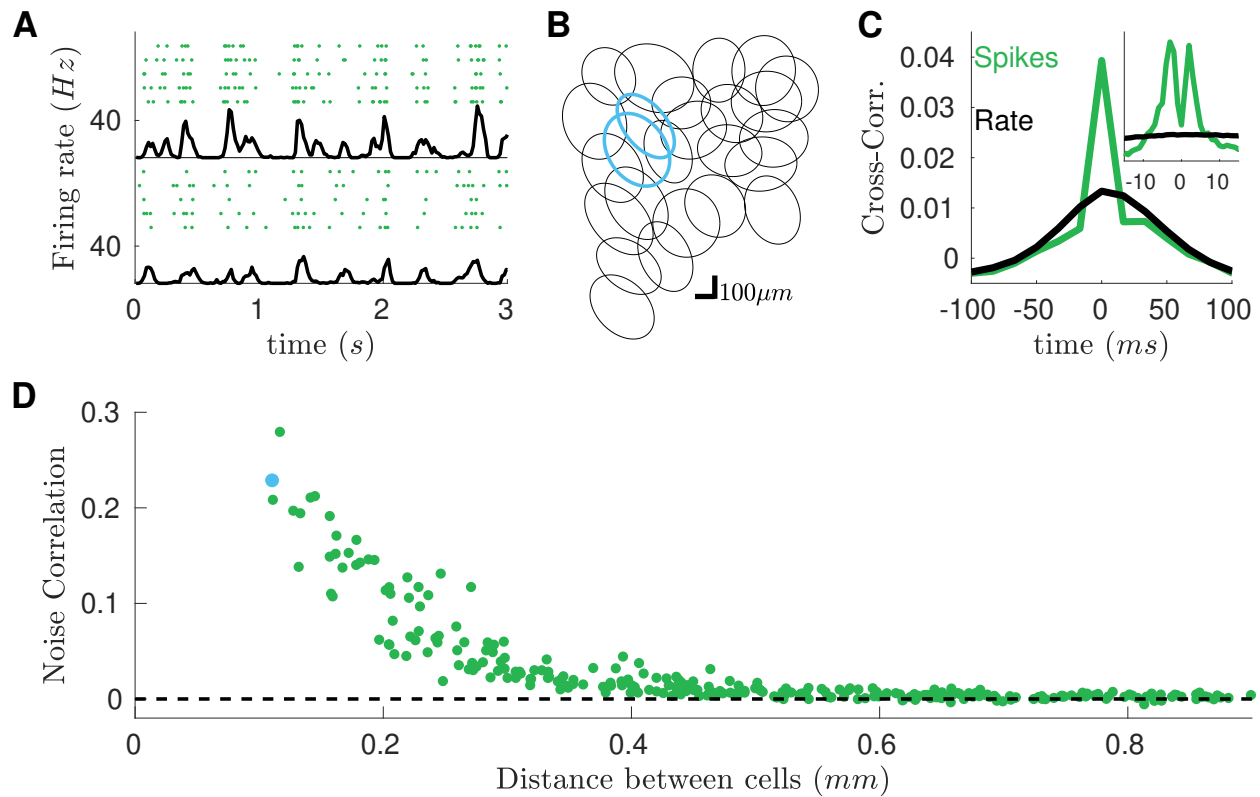 A
Firing rate (Hz)
40
40
0 1 2 3
time (s)
B
100μm
C
Cross-Corr.
0.04
0.03
0.02
0.01
0
Spikes
Rate
-10 0 10
-100 -50 0 50 100
time (ms)
D
Noise Correlation
0.3
0.2
0.1
0
0 0.2 0.4 0.6 0.8
Distance between cells (mm)